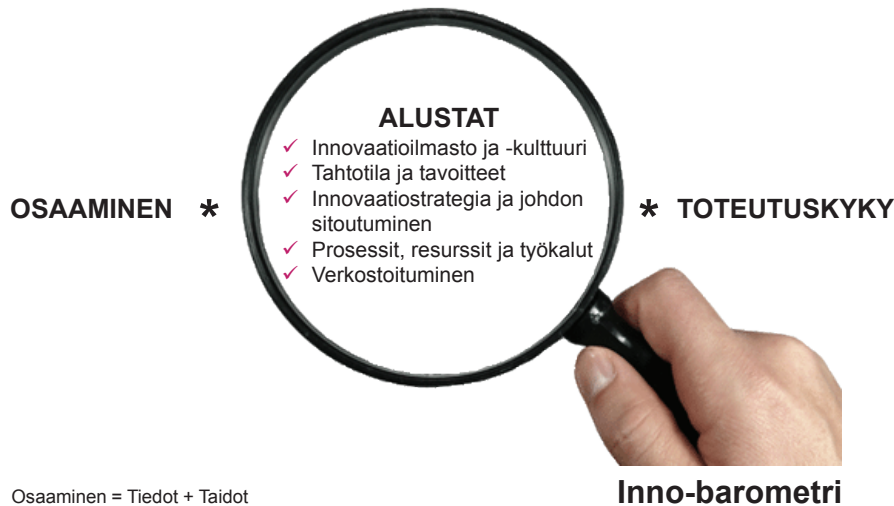 ALUSTAT
✓ Innovaatioilmasto ja -kulttuuri
✓ Tahtotila ja tavoitteet
✓ Innovaatiostrategia ja johdon
sitoutuminen
✓ Prosessit, resurssit ja työkalut
✓ Verkostoituminen
OSAAMINEN * * TOTEUTUSKYKY
Osaaminen = Tiedot + Taidot
Inno-barometri